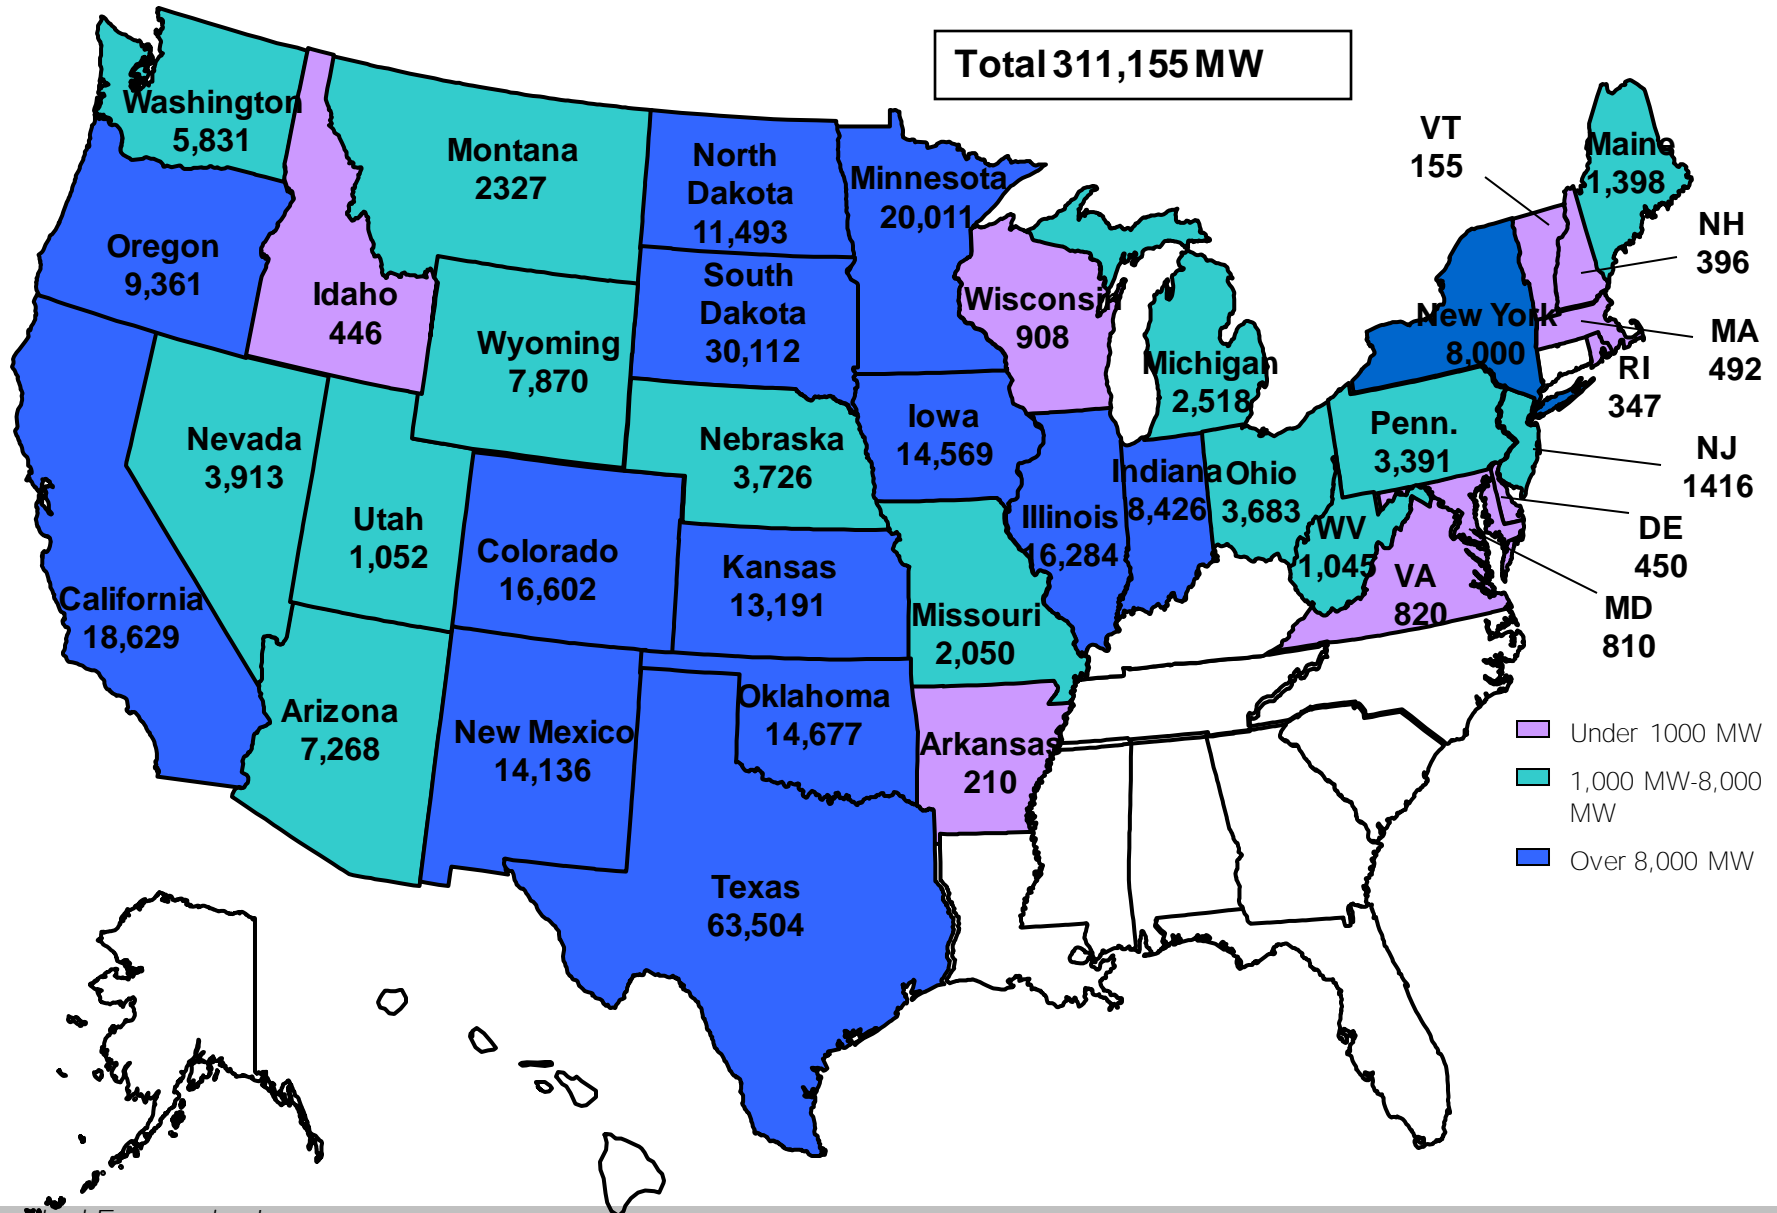 Total 311,155 MW
Washington
5,831
Montana
2327
North
Dakota
11,493
Minnesota
20,011
VT
155
Maine
1,398
NH
396
Oregon
9,361
Idaho
446
South
Dakota
30,112
Wisconsin
908
New York
8,000
MA
492
RI
347
Wyoming
7,870
Michigan
2,518
Nevada
3,913
Nebraska
3,726
Iowa
14,569
Penn.
3,391
NJ
1416
Utah
1,052
Colorado
16,602
Kansas
13,191
Illinois
16,284
Indiana
8,426
Ohio
3,683
WV
1,045
VA
820
DE
450
MD
810
California
18,629
Missouri
2,050
Arizona
7,268
New Mexico
14,136
Oklahoma
14,677
Arkansas
210
Texas
63,504
Under 1000 MW
1,000 MW-8,000
MW
Over 8,000 MW